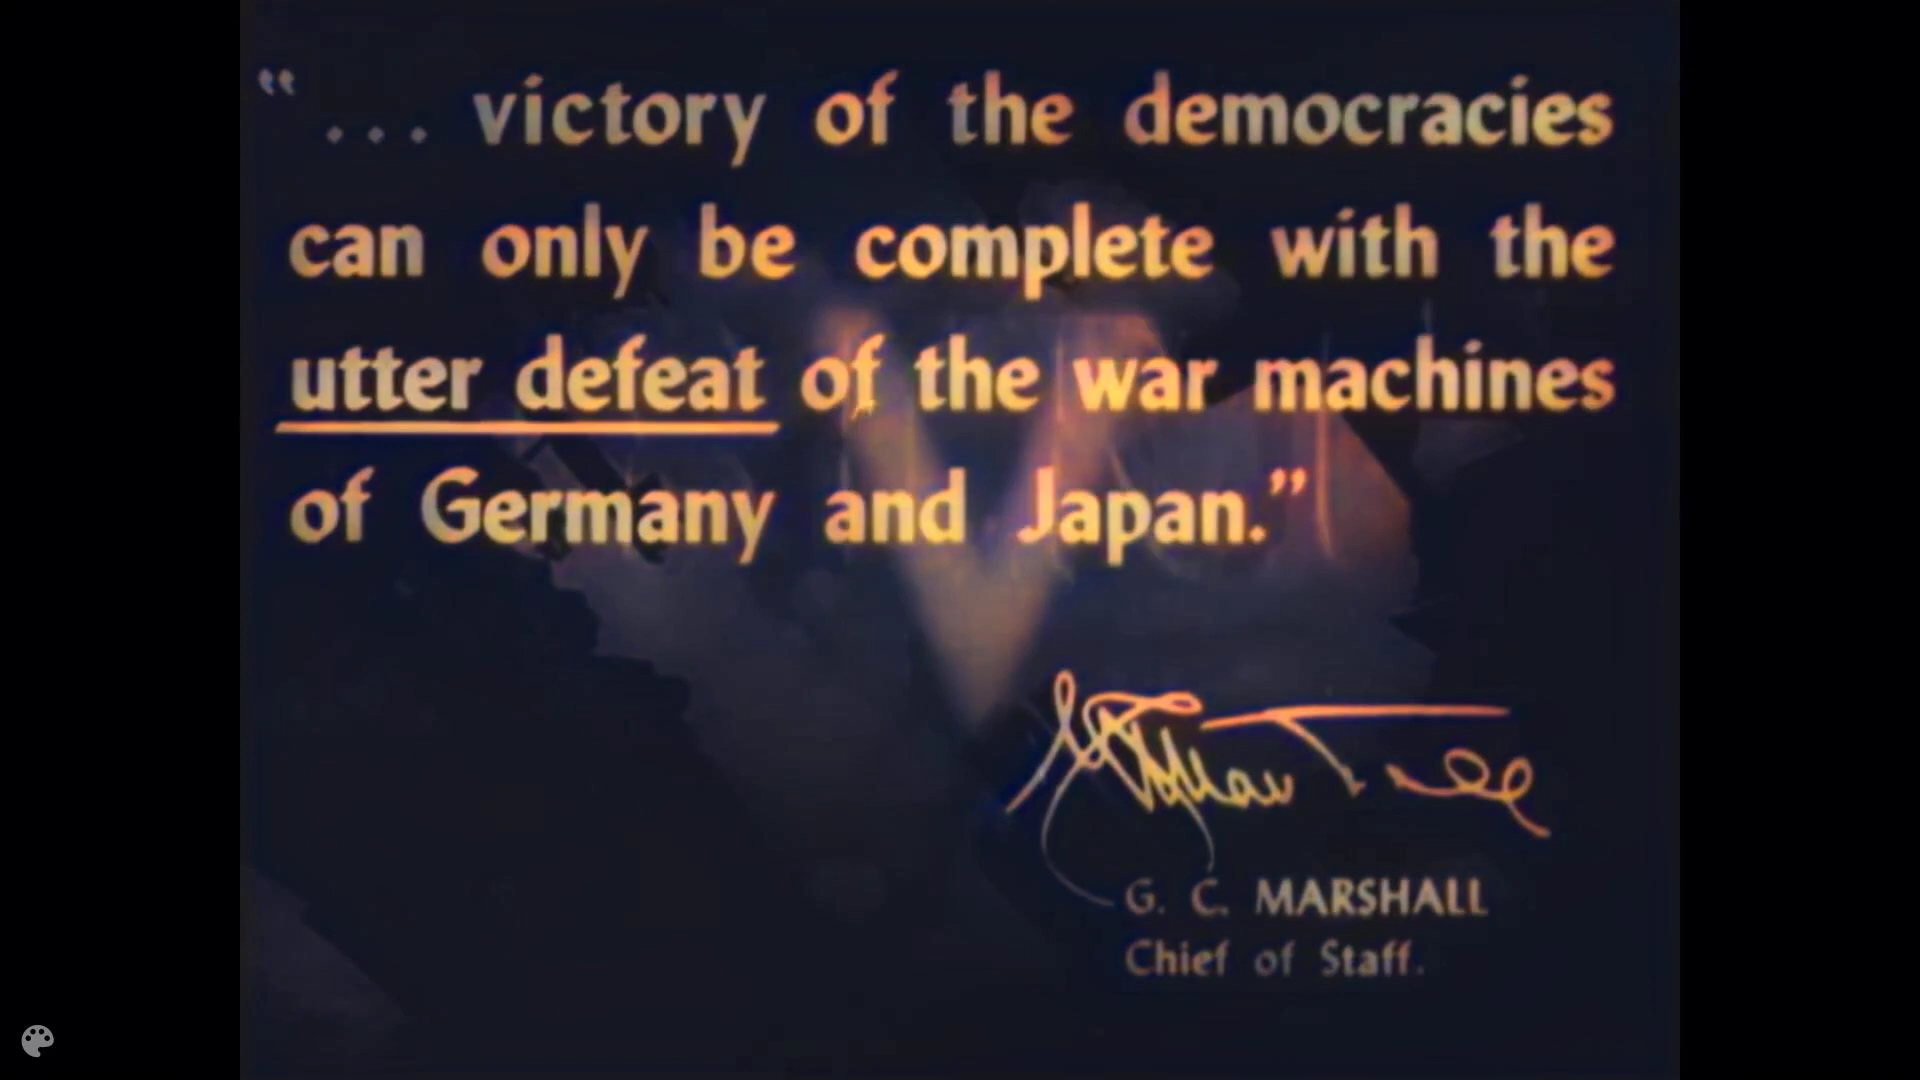 “... victory of the democracies
can only be complete with the
utter defeat of the war machines
of Germany and Japan.”
G. C. MARSHALL
Chief of Staff.